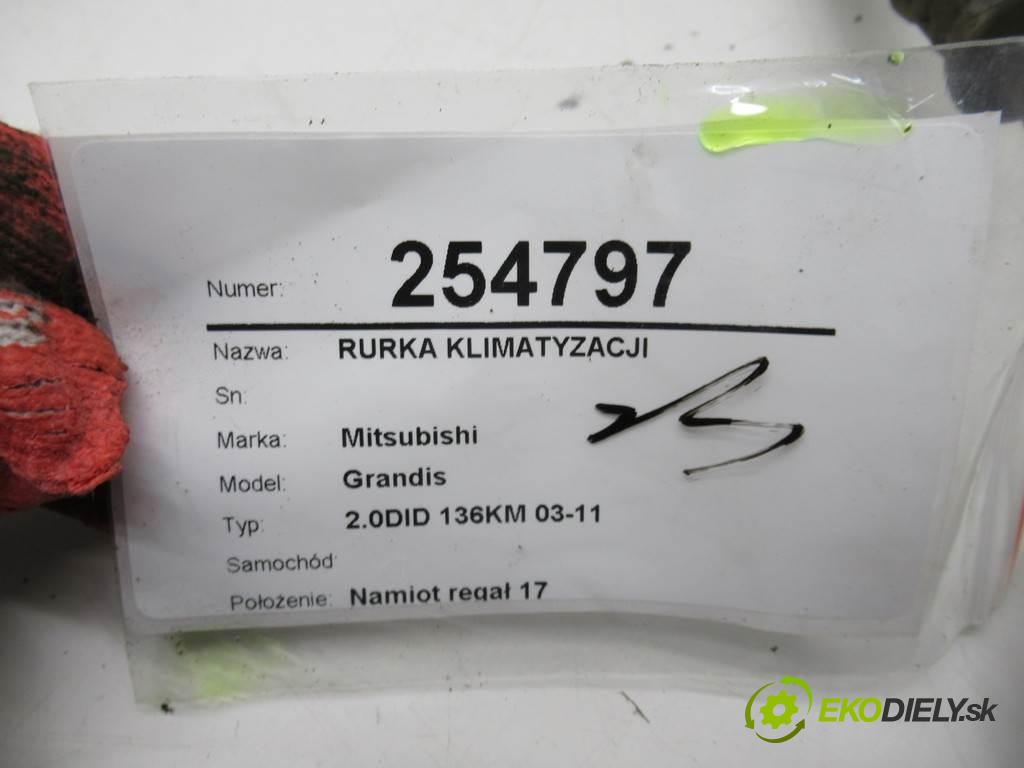 Numer: 254797
Nazwa: RURKA KLIMATYZACJI
Sn:
Marka: Mitsubishi
Model: Grandis
Typ: 2.0DID 136KM 03-11
Samochód
Położenie: Namiot regał 17
EKODIELY.sk